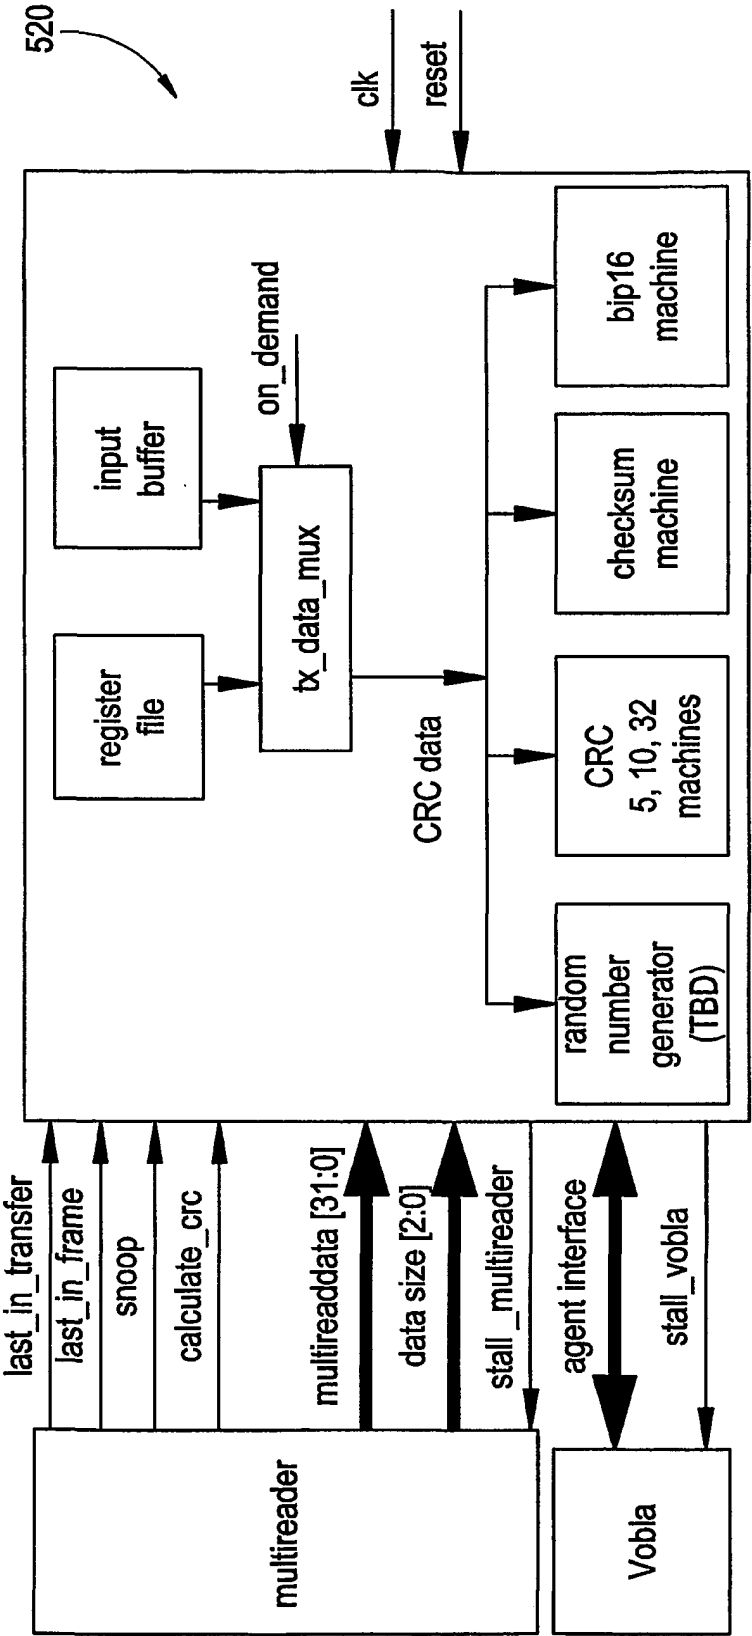 520
last_in_transfer
last_in_frame
snoop
calculate_crc
multireaddata [31:0]
data size [2:0]
stall _multireader
agent interface
stall_vobla
multireader
Vobla
register
file
input
buffer
on_demand
tx_data_mux
CRC data
clk
reset
random
number
generator
(TBD)
CRC
5, 10, 32
machines
checksum
machine
bip16
machine